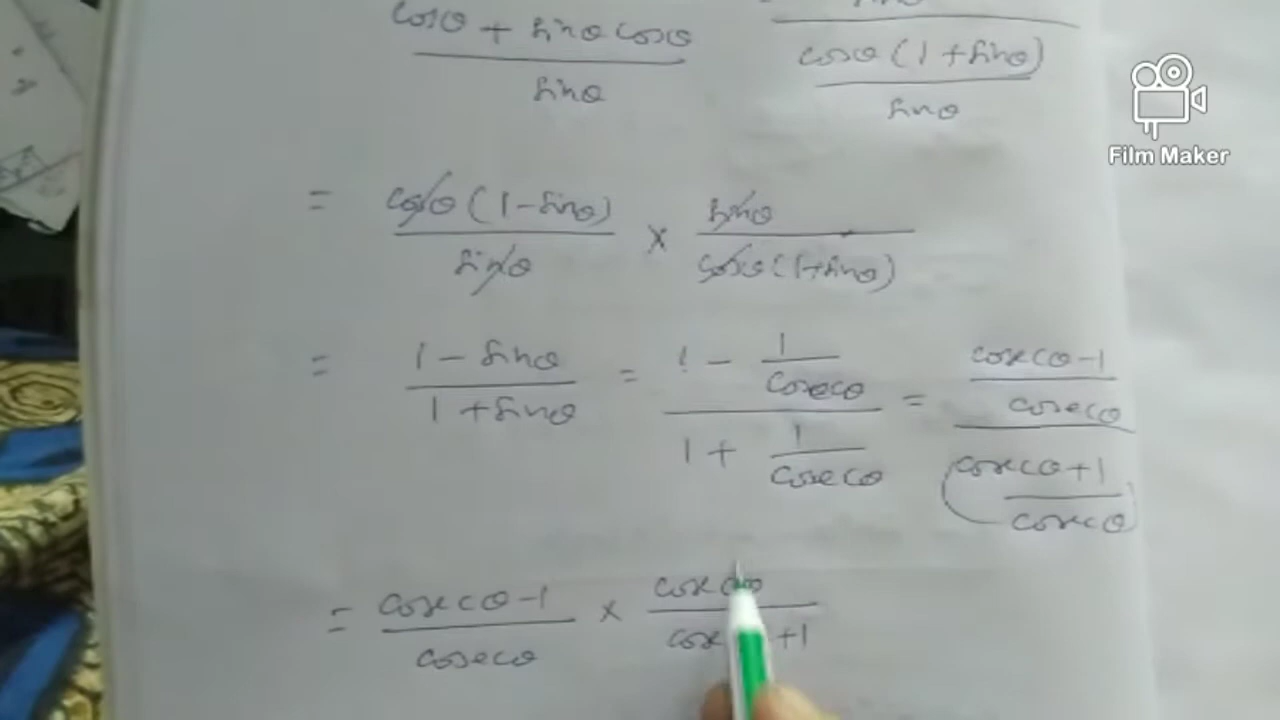 cosθ + sinθ cosθ / sinθ
cosθ (1 + sinθ) / sinθ
Film Maker
= cosθ (1 - sinθ) / sinθ × sinθ / cosθ (1 + sinθ)
= 1 - sinθ / 1 + sinθ = 1 - 1 / cosecθ / 1 + 1 / cosecθ = cosecθ - 1 / cosecθ / cosecθ + 1 / cosecθ
= cosecθ - 1 / cosecθ ×